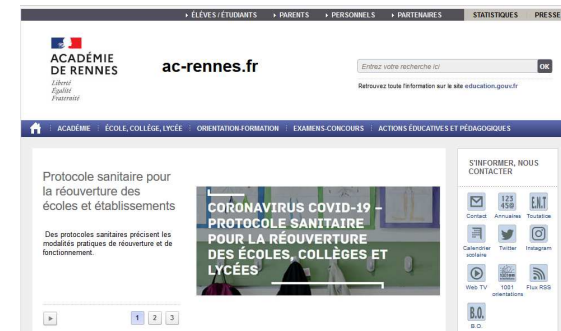 ÉLÈVES / ÉTUDIANTS PARENTS PERSONNELS PARTENAIRES STATISTIQUES PRESSE
ACADÉMIE
DE RENNES
Liberté
Égalité
Fraternité
ac-rennes.fr
Entrez votre recherche ici OK
Retrouvez toute l'information sur le site education.gouv.fr
ACADÉMIE ÉCOLE, COLLÉGE, LYCÉE ORIENTATION-FORMATION EXAMENS-CONCOURS ACTIONS ÉDUCATIVES ET PÉDAGOGIQUES
Protocole sanitaire pour
la réouverture des
écoles et établissements
Des protocoles sanitaires précisent les
modalités pratiques de réouverture et de
fonctionnement.
1 2 3
CORONAVIRUS COVID-19 –
PROTOCOLE SANITAIRE
POUR LA RÉOUVERTURE
DES ÉCOLES, COLLÈGES ET
LYCÉES
S'INFORMER, NOUS
CONTACTER
123
450
E.N.T
Contact Annuaires Toutatice
Calendrier
scolaire
Twitter Instagram
Web TV 1001
orientations
Flux RSS
B.O.
B.O.